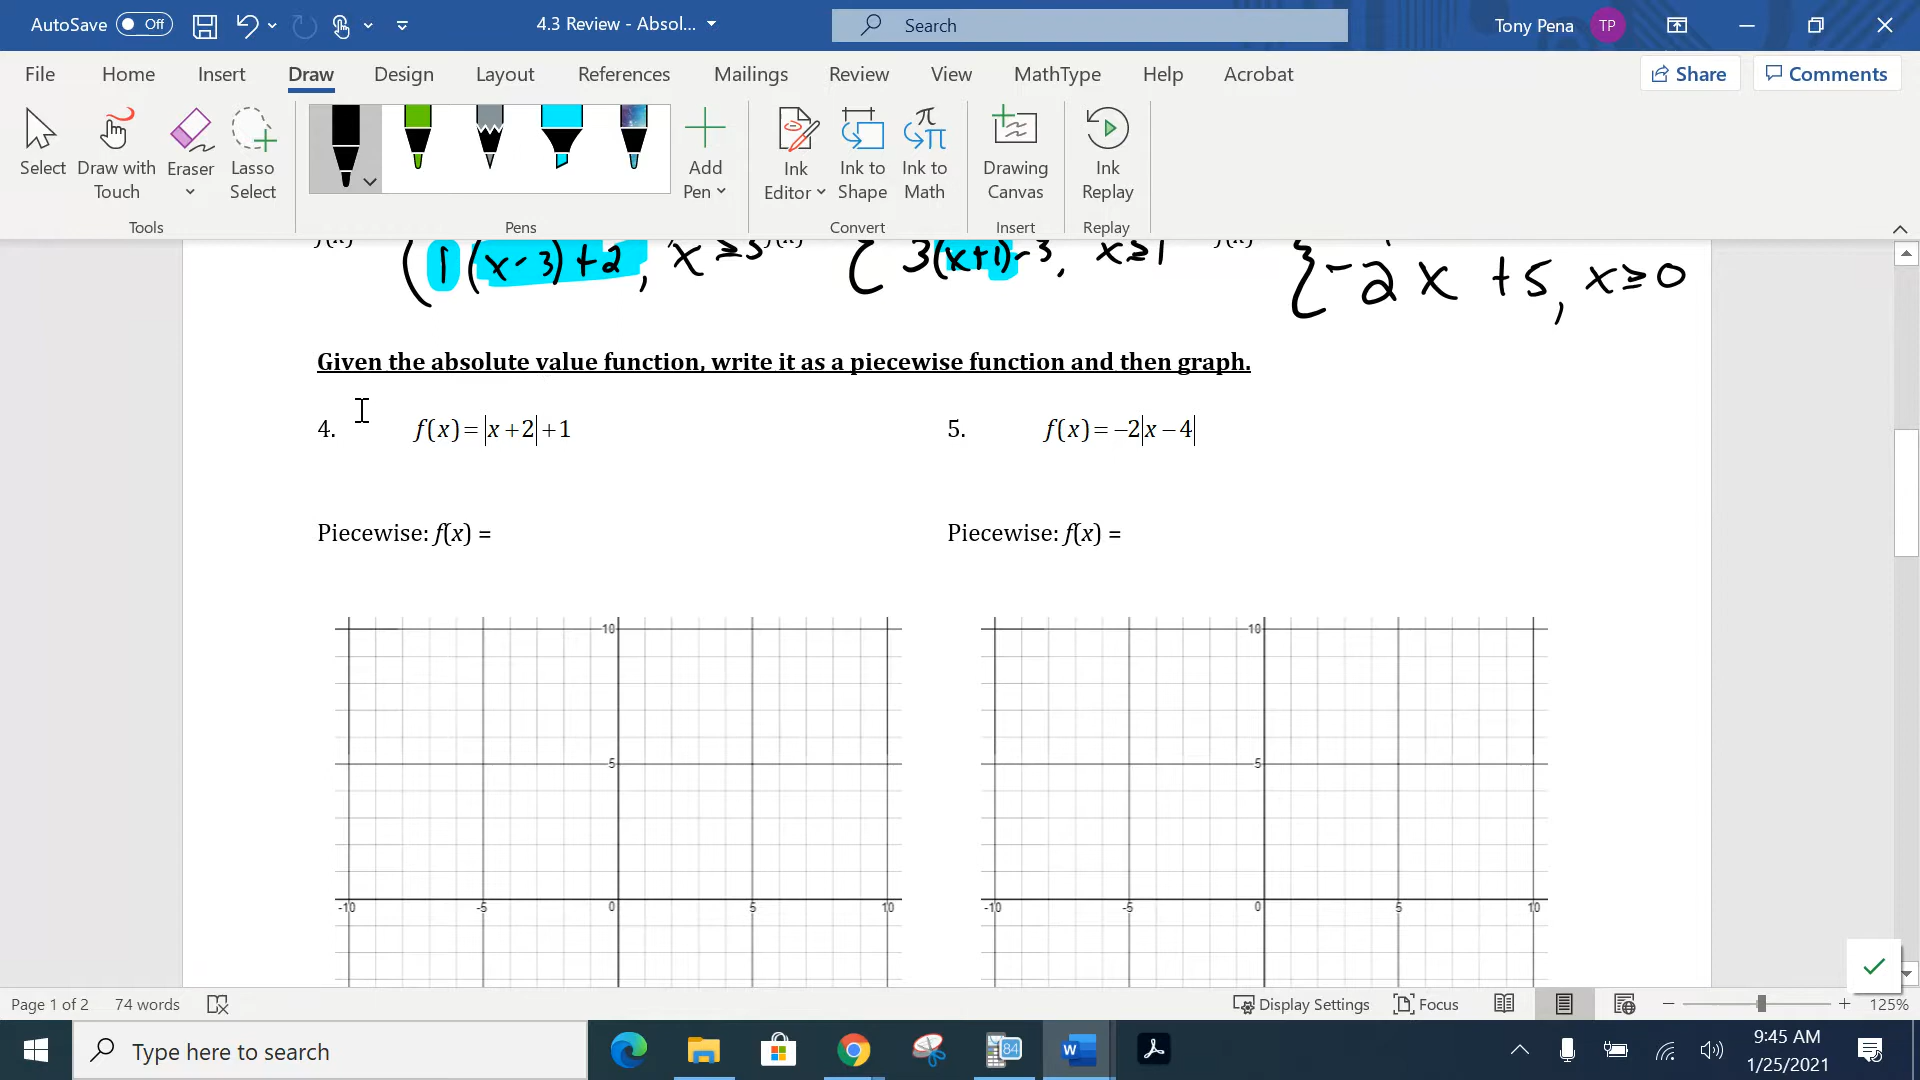 AutoSave Off 4.3 Review - Absol... Search Tony Pena TP
File Home Insert Draw Design Layout References Mailings Review View MathType Help Acrobat Share Comments
Select Draw with Touch Eraser Lasso Select Add Pen Ink Editor Ink to Shape Ink to Math Drawing Canvas Ink Replay
Tools Pens Convert Insert Replay
1(x-3)+2, x≥3 3(x+1)-3, x≥1 {-2x+5, x≥0
Given the absolute value function, write it as a piecewise function and then graph.
4. f(x)=|x+2|+1 5. f(x)=−2|x−4|
Piecewise: f(x) = Piecewise: f(x) =
10 10
5 5
-10 -5 0 5 10 -10 -5 0 5 10
Page 1 of 2 74 words Display Settings Focus 125%
Type here to search 84 W 9:45 AM
1/25/2021